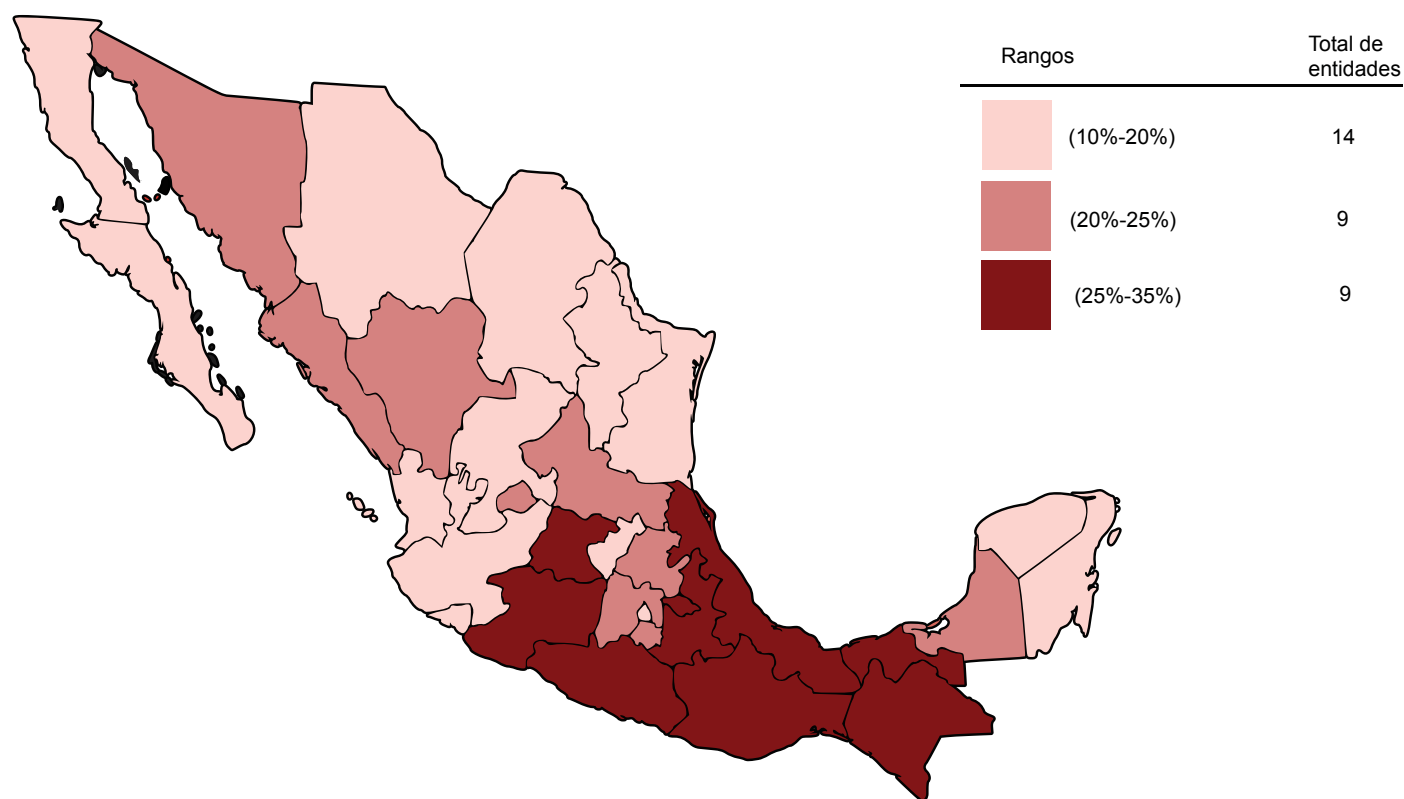 Rangos
Total de
entidades
(10%-20%)
14
(20%-25%)
9
(25%-35%)
9